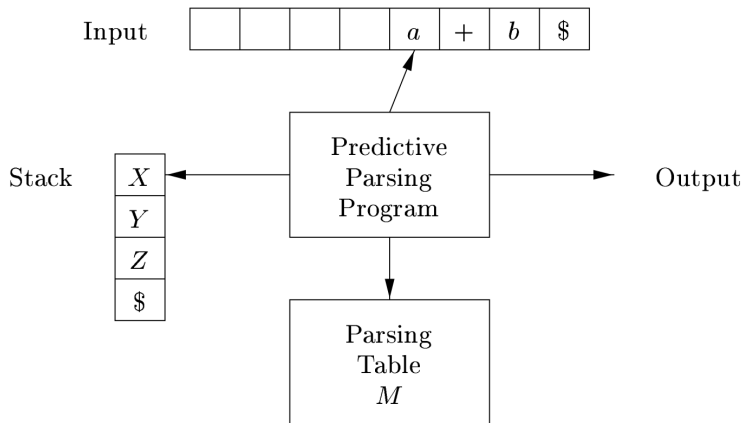 Input
a + b $
Predictive
Parsing
Program
Stack
X
Y
Z
$
Output
Parsing
Table
M